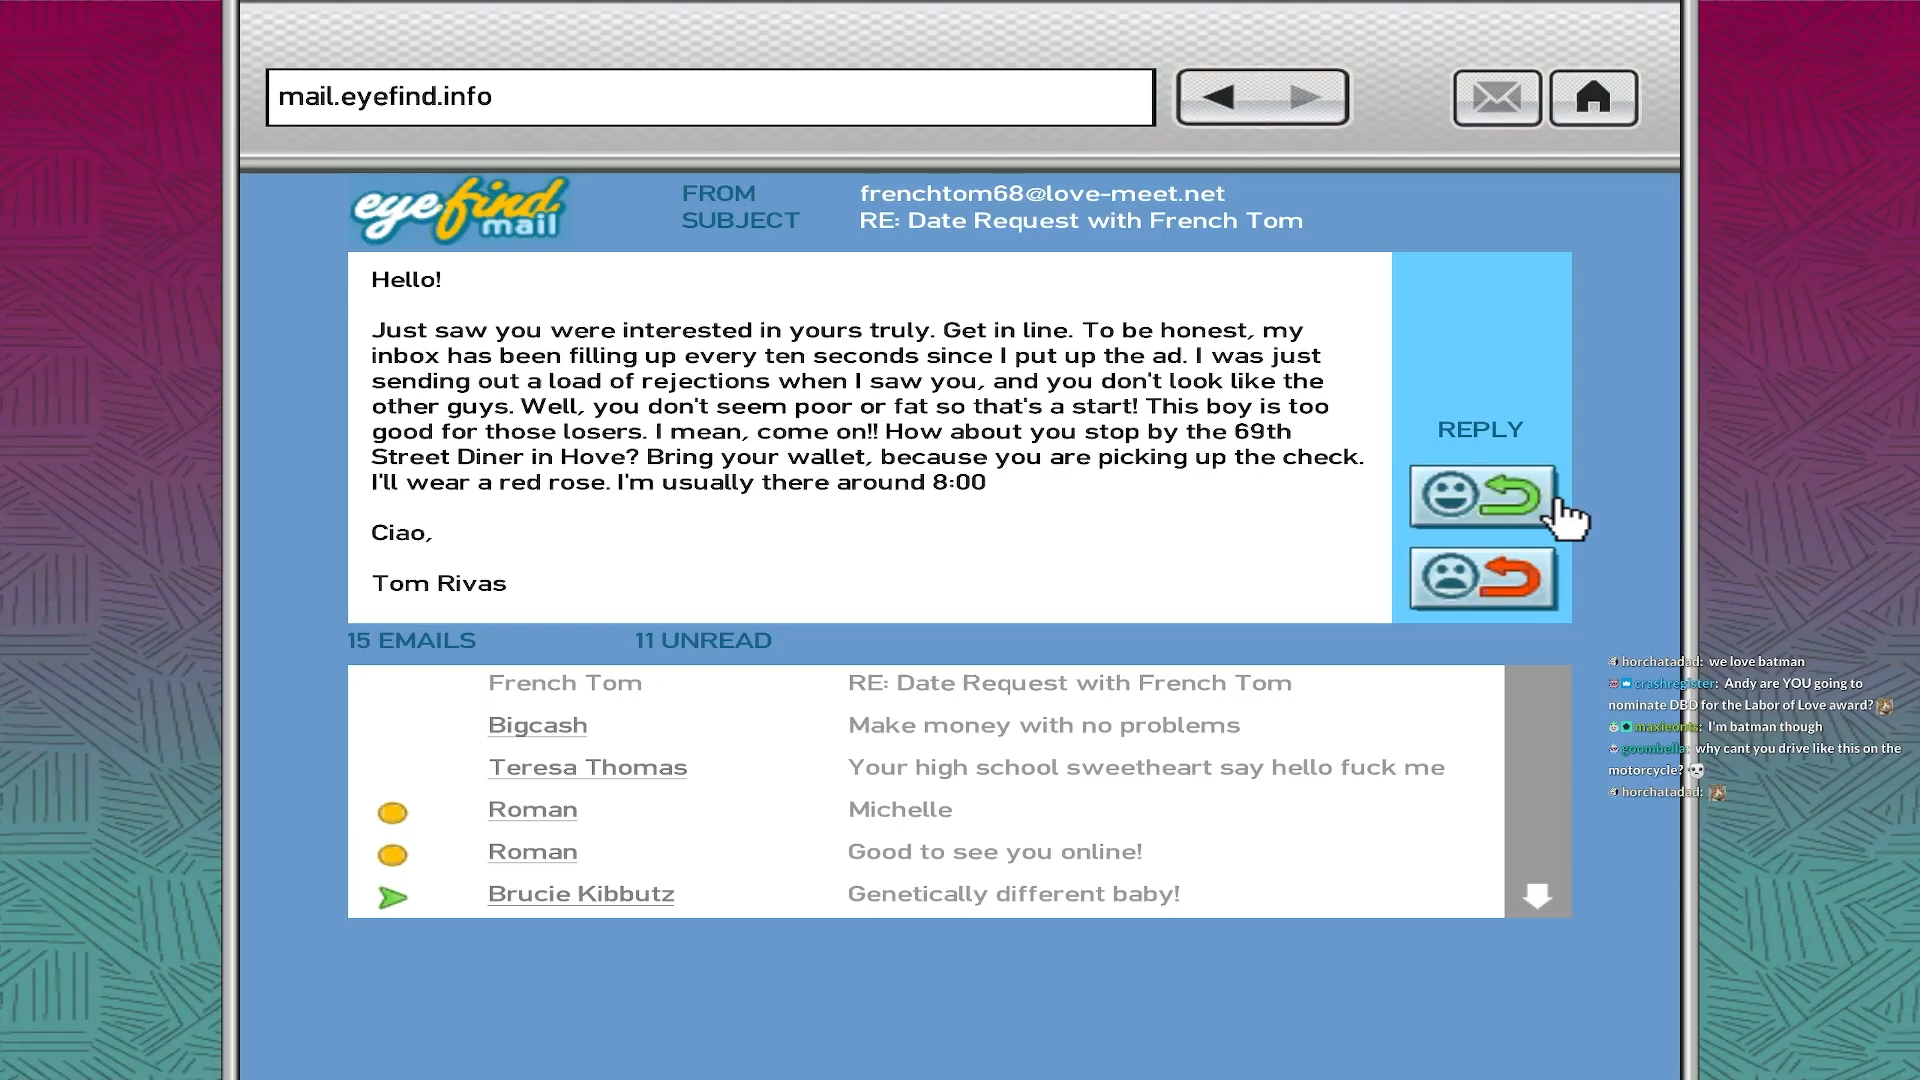 mail.eyefind.info
eyefind mail
FROM frenchtom68@love-meet.net
SUBJECT RE: Date Request with French Tom
Hello!
Just saw you were interested in yours truly. Get in line. To be honest, my
inbox has been filling up every ten seconds since I put up the ad. I was just
sending out a load of rejections when I saw you, and you don't look like the
other guys. Well, you don't seem poor or fat so that's a start! This boy is too
good for those losers. I mean, come on!! How about you stop by the 69th
Street Diner in Hove? Bring your wallet, because you are picking up the check.
I'll wear a red rose. I'm usually there around 8:00
Ciao,
Tom Rivas
REPLY
15 EMAILS 11 UNREAD
French Tom RE: Date Request with French Tom
Bigcash Make money with no problems
Teresa Thomas Your high school sweetheart say hello fuck me
Roman Michelle
Roman Good to see you online!
Brucie Kibbutz Genetically different baby!
horchatadad: we love batman
crashregister: Andy are YOU going to
nominate DBD for the Labor of Love award?
maxieonts: I'm batman though
goombella: why cant you drive like this on the
motorcycle?
horchatadad: